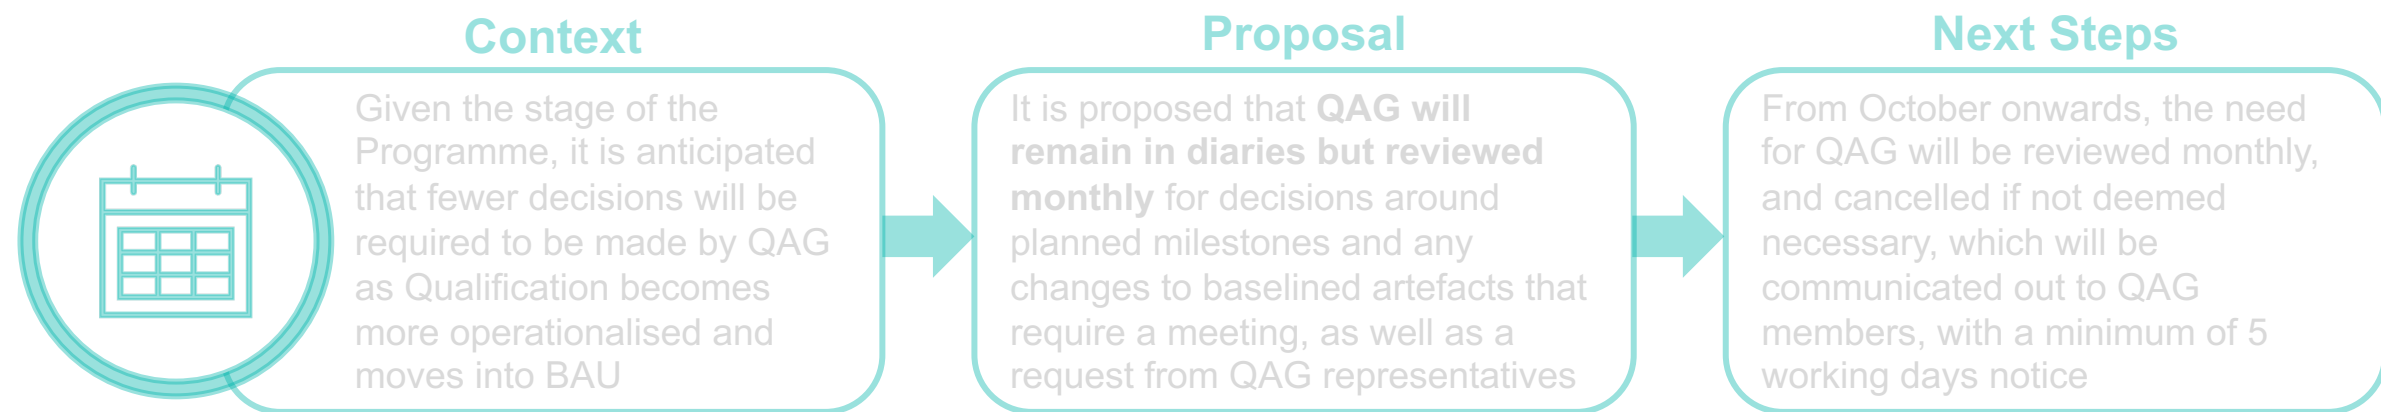 Context
Given the stage of the
Programme, it is anticipated
that fewer decisions will be
required to be made by QAG
as Qualification becomes
more operationalised and
moves into BAU
Proposal
It is proposed that QAG will
remain in diaries but reviewed
monthly for decisions around
planned milestones and any
changes to baselined artefacts that
require a meeting, as well as a
request from QAG representatives
Next Steps
From October onwards, the need
for QAG will be reviewed monthly,
and cancelled if not deemed
necessary, which will be
communicated out to QAG
members, with a minimum of 5
working days notice